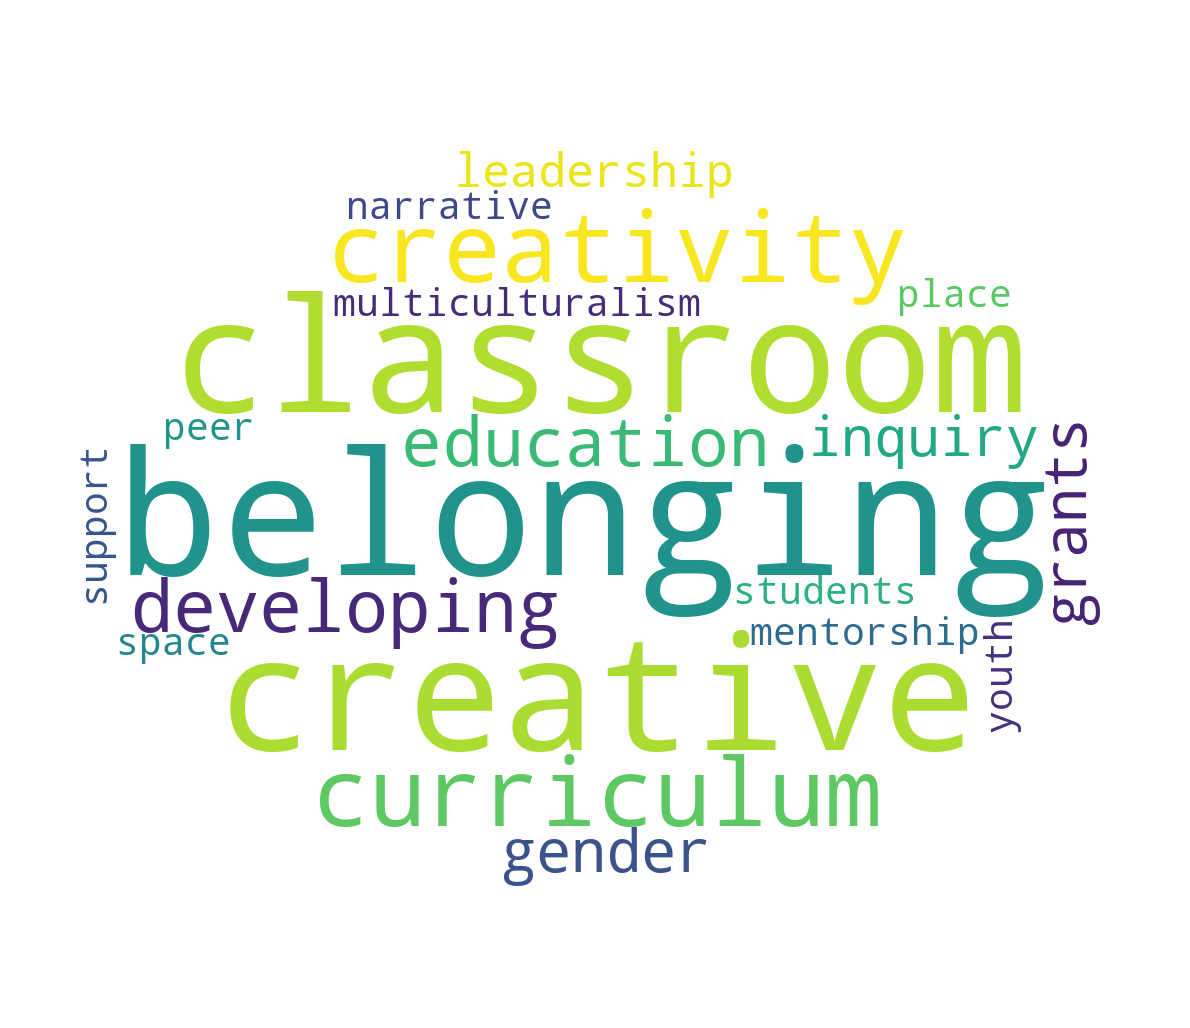 leadership
narrative
creativity
place
multiculturalism
classroom
peer
education
inquiry
grants
support
belonging
developing
students
space
mentorship
youth
creative
curriculum
gender